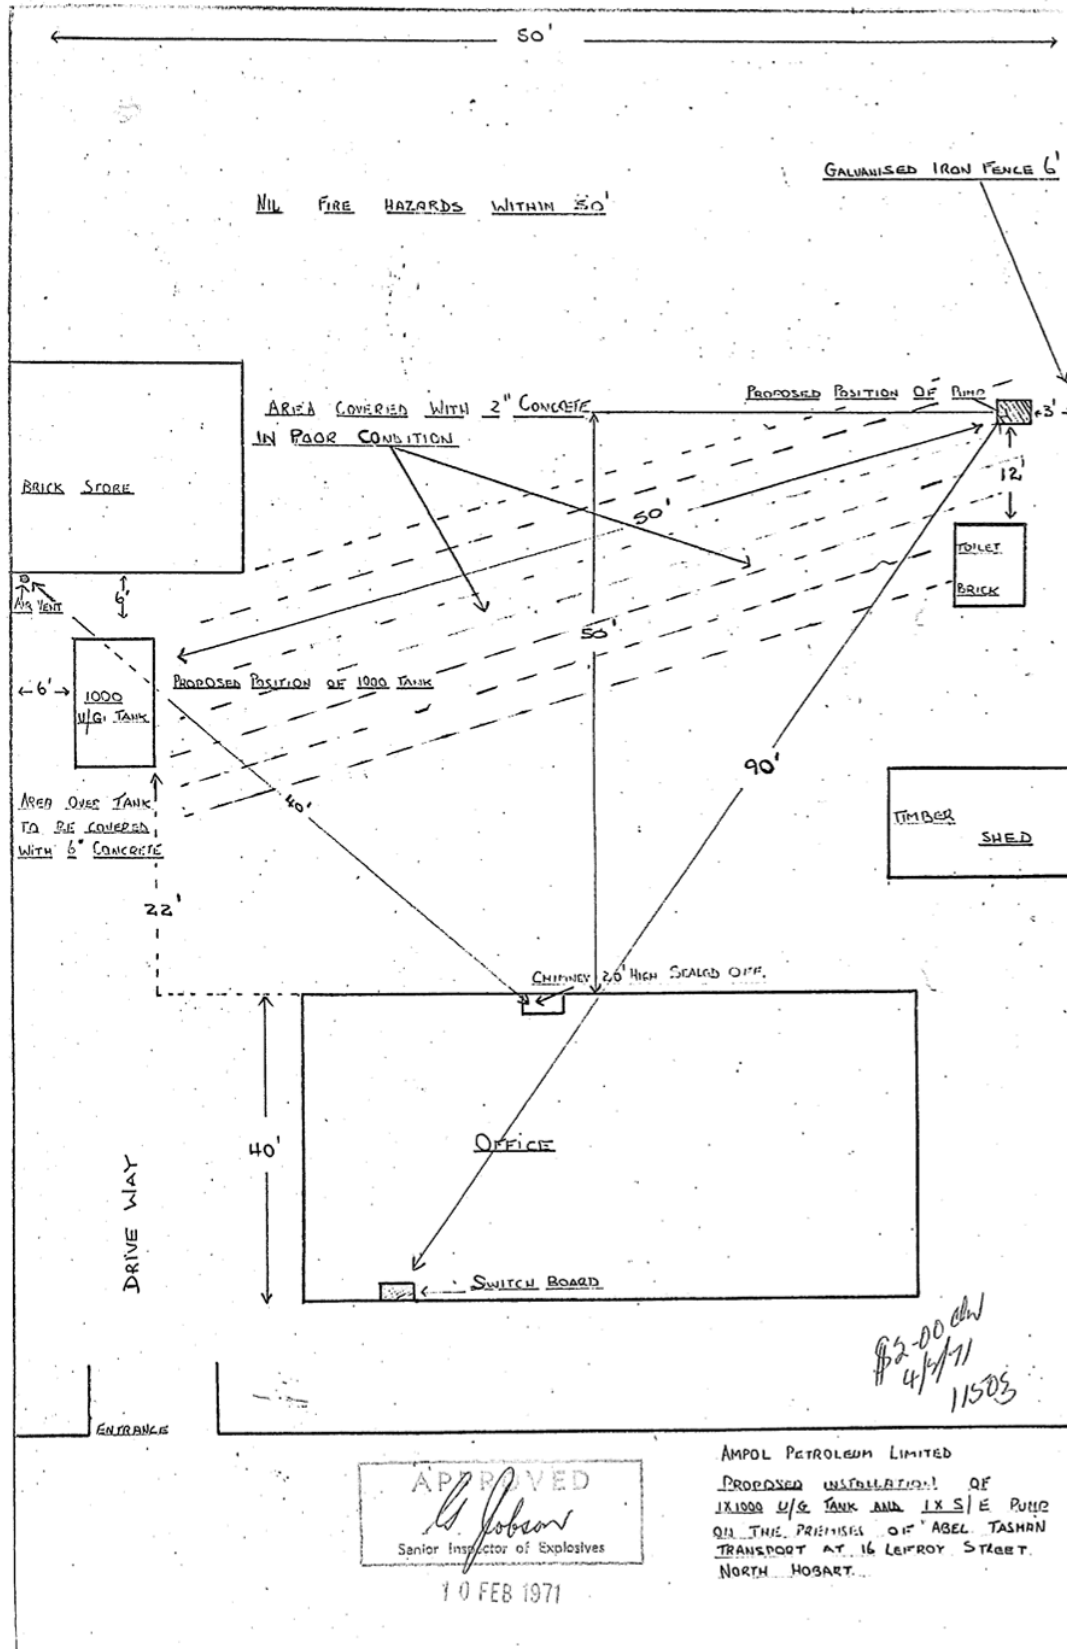 50'
GALVANISED IRON FENCE 6'
NIL FIRE HAZARDS WITHIN 50'
AREA COVERED WITH 2" CONCRETE
IN POOR CONDITION
PROPOSED POSITION OF PUMP
3'
12'
BRICK STORE
50'
TOILET
BRICK
AIR VENT
6'
50'
6'
1000
U/G. TANK
PROPOSED POSITION OF 1000 TANK
90'
AREA OVER TANK
TO BE COVERED
WITH 6" CONCRETE
40'
TIMBER
SHED
22'
CHIMNEY 20' HIGH SEALED OFF.
40'
OFFICE
DRIVE WAY
SWITCH BOARD
$2-00
4/2/71
11503
ENTRANCE
APPROVED
Senior Inspector of Explosives
10 FEB 1971
AMPOL PETROLEUM LIMITED
PROPOSED INSTALLATION OF
1X1000 U/G TANK AND 1X S/E PUMP
ON THE PREMISES OF ABEL TASMAN
TRANSPORT AT 16 LEFROY STREET.
NORTH HOBART.